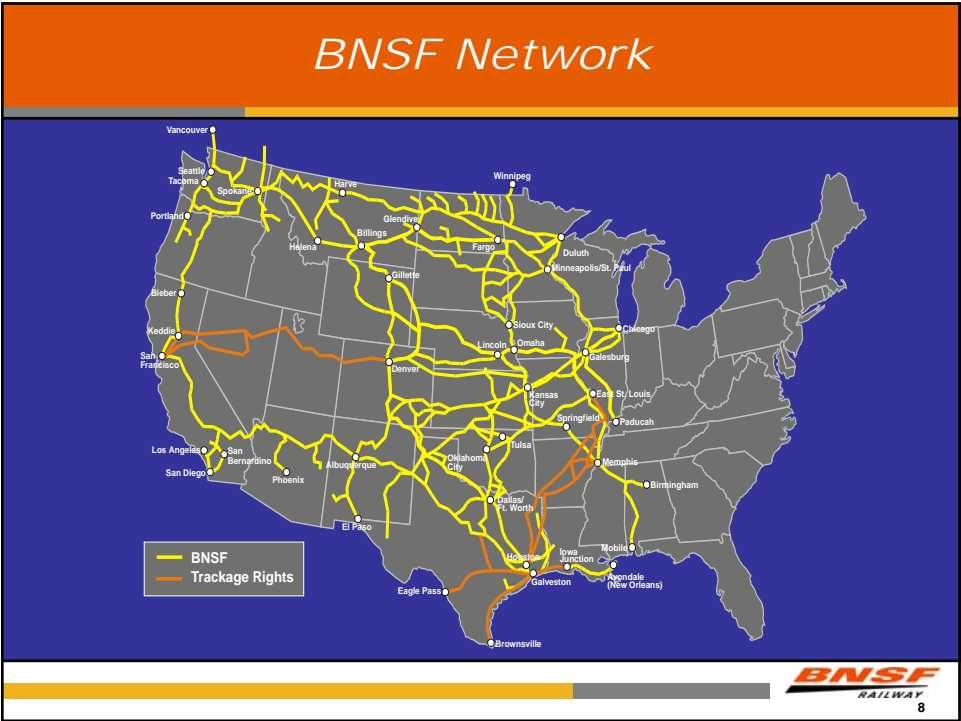 BNSF Network
Vancouver
Seattle
Tacoma
Spokane
Harve
Winnipeg
Portland
Glendive
Helena
Billings
Fargo
Duluth
Minneapolis/St. Paul
Gillette
Bieber
Keddie
Sioux City
Chicago
San
Francisco
Lincoln
Omaha
Galesburg
Denver
Kansas
City
East St. Louis
Springfield
Paducah
Los Angeles
San
Bernardino
San Diego
Phoenix
Albuquerque
Oklahoma
City
Tulsa
Memphis
Birmingham
Dallas/
Ft. Worth
El Paso
Mobile
Houston
Iowa
Junction
Galveston
Avondale
(New Orleans)
Eagle Pass
Brownsville
BNSF
Trackage Rights
BNSF
RAILWAY
8